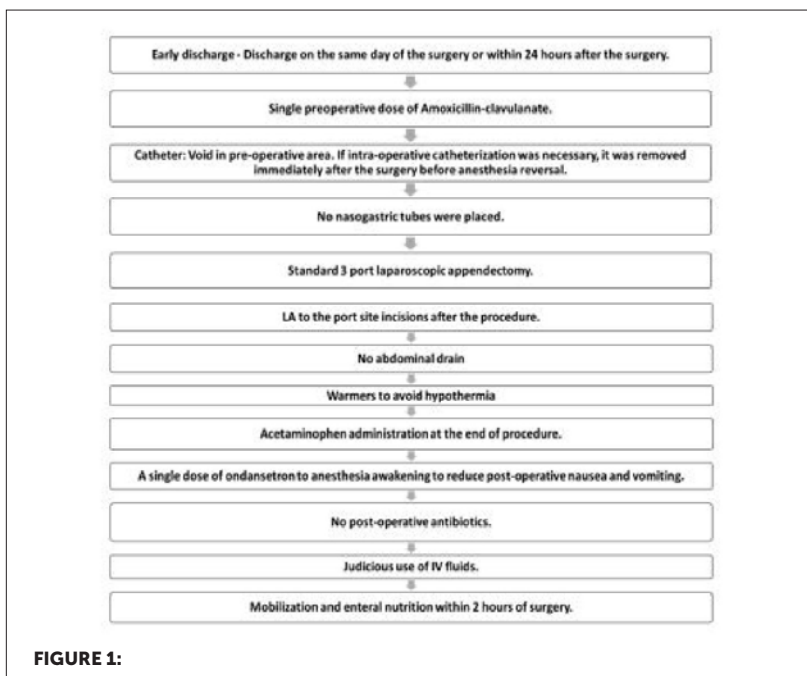 Early discharge - Discharge on the same day of the surgery or within 24 hours after the surgery.
Single preoperative dose of Amoxicillin-clavulanate.
Catheter: Void in pre-operative area. If intra-operative catheterization was necessary, it was removed
immediately after the surgery before anesthesia reversal.
No nasogastric tubes were placed.
Standard 3 port laparoscopic appendectomy.
LA to the port site incisions after the procedure.
No abdominal drain
Warmers to avoid hypothermia
Acetaminophen administration at the end of procedure.
A single dose of ondansetron to anesthesia awakening to reduce post-operative nausea and vomiting.
No post-operative antibiotics.
Judicious use of IV fluids.
Mobilization and enteral nutrition within 2 hours of surgery.
FIGURE 1: